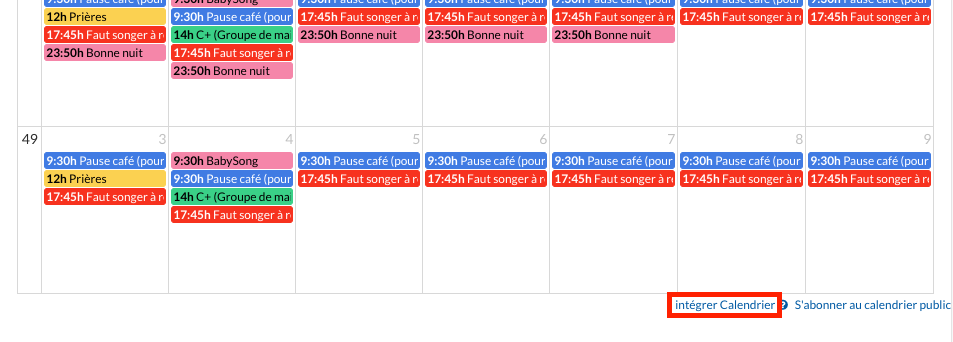 9:30h Pause café (pour
12h Prières
17:45h Faut songer à r
23:50h Bonne nuit
9:30h BabySong
9:30h Pause café (pour
14h C+ (Groupe de mai
17:45h Faut songer à r
23:50h Bonne nuit
9:30h Pause café (pour
17:45h Faut songer à r
23:50h Bonne nuit
9:30h Pause café (pour
17:45h Faut songer à r
23:50h Bonne nuit
9:30h Pause café (pour
17:45h Faut songer à r
23:50h Bonne nuit
9:30h Pause café (pour
17:45h Faut songer à r
9:30h Pause café (pour
17:45h Faut songer à r
49
3
9:30h Pause café (pour
12h Prières
17:45h Faut songer à r
4
9:30h BabySong
9:30h Pause café (pour
14h C+ (Groupe de mai
17:45h Faut songer à r
5
9:30h Pause café (pour
17:45h Faut songer à r
6
9:30h Pause café (pour
17:45h Faut songer à r
7
9:30h Pause café (pour
17:45h Faut songer à r
8
9:30h Pause café (pour
17:45h Faut songer à r
9
9:30h Pause café (pour
17:45h Faut songer à r
intégrer Calendrier ? S'abonner au calendrier public